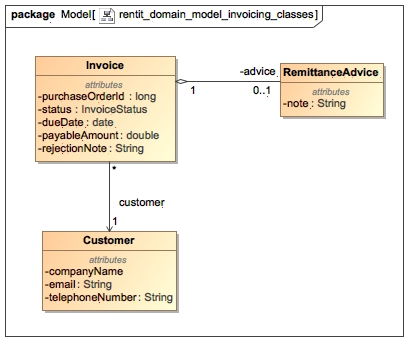 package Model[ rentit_domain_model_invoicing_classes]
Invoice
attributes
-purchaseOrderId : long
-status : InvoiceStatus
-dueDate : date
-payableAmount : double
-rejectionNote : String
1
-advice
0..1
RemittanceAdvice
attributes
-note : String
*
customer
1
Customer
attributes
-companyName
-email : String
-telephoneNumber : String